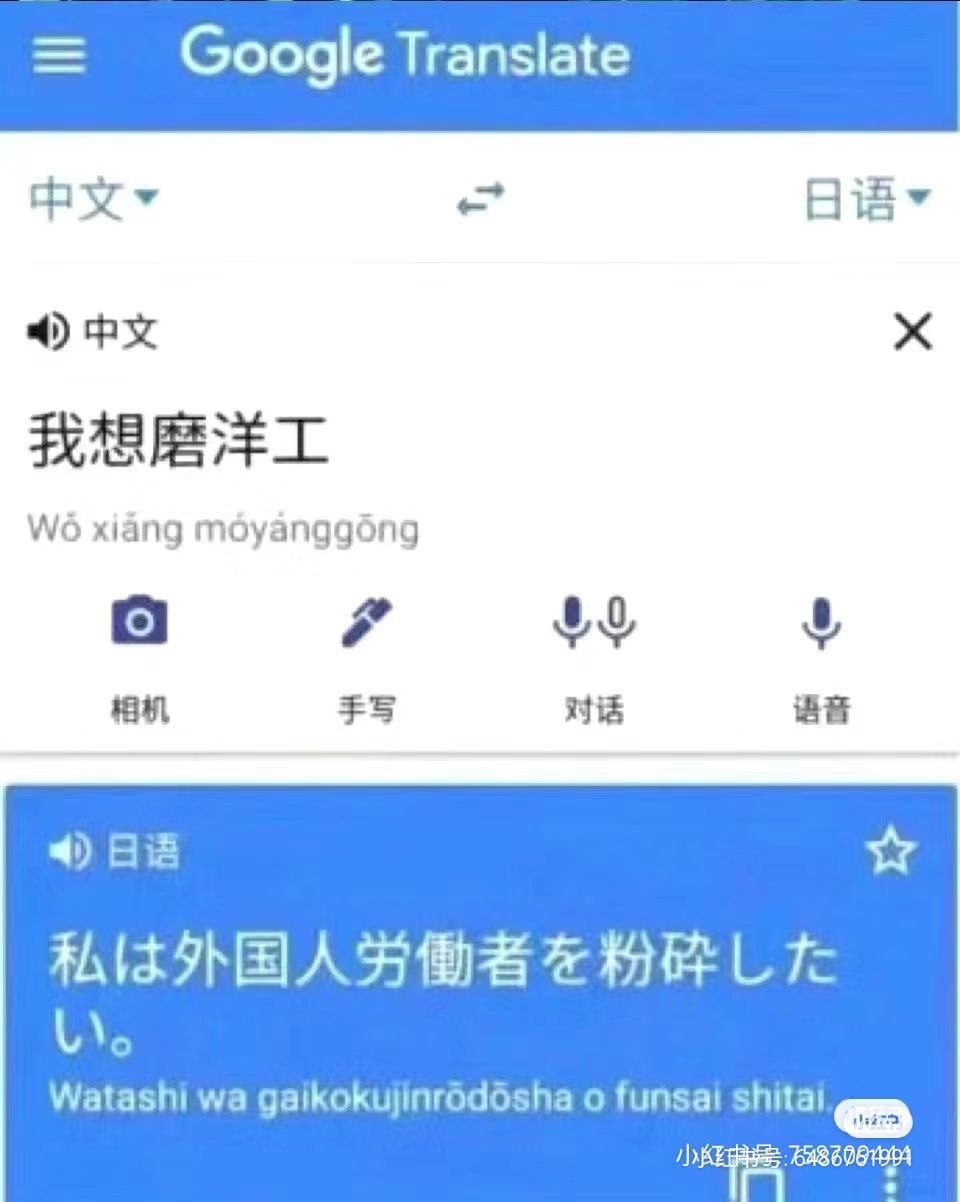 Google Translate
中文 日语
中文
我想磨洋工
Wǒ xiǎng móyánggōng
相机 手写 对话 语音
日语
私は外国人労働者を粉砕した
い。
Watashi wa gaikokujinrōdōsha o funsai shitai.
小红书
小红书号: